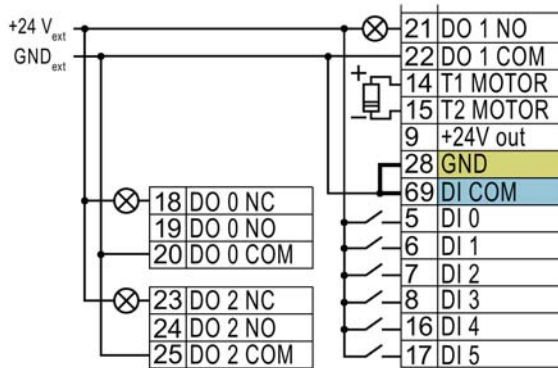 +24 Vext
GNDext
21 DO 1 NO
22 DO 1 COM
+
14 T1 MOTOR
−
15 T2 MOTOR
9 +24V out
28 GND
69 DI COM
5 DI 0
6 DI 1
7 DI 2
8 DI 3
16 DI 4
17 DI 5
18 DO 0 NC
19 DO 0 NO
20 DO 0 COM
23 DO 2 NC
24 DO 2 NO
25 DO 2 COM